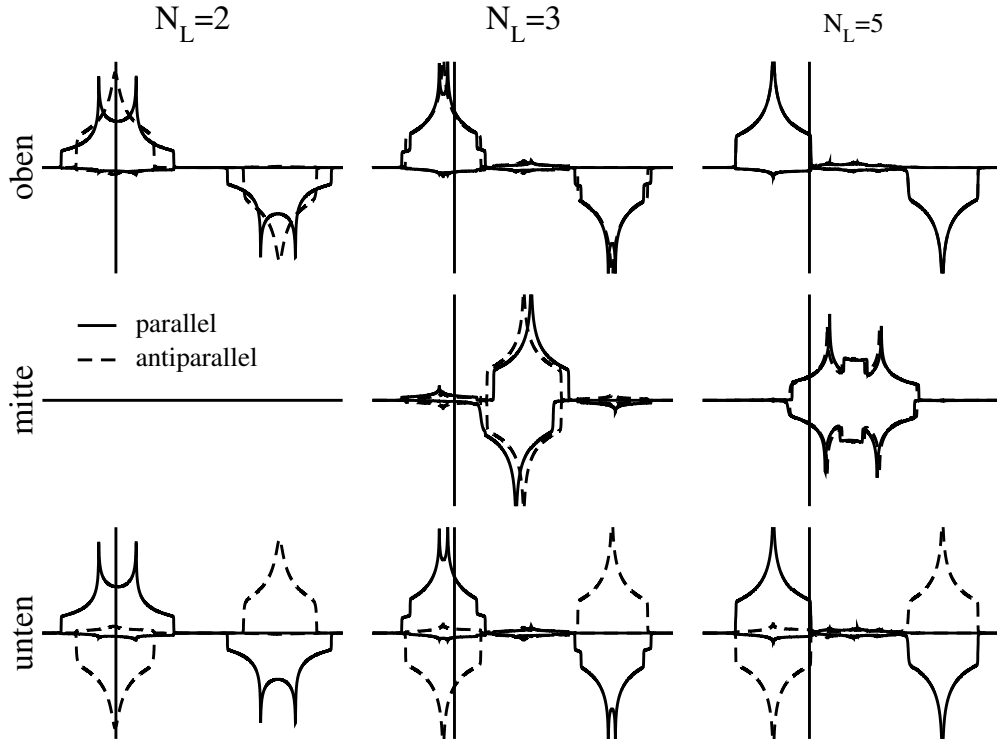 N_L=2
N_L=3
N_L=5
oben
mitte
parallel
antiparallel
unten